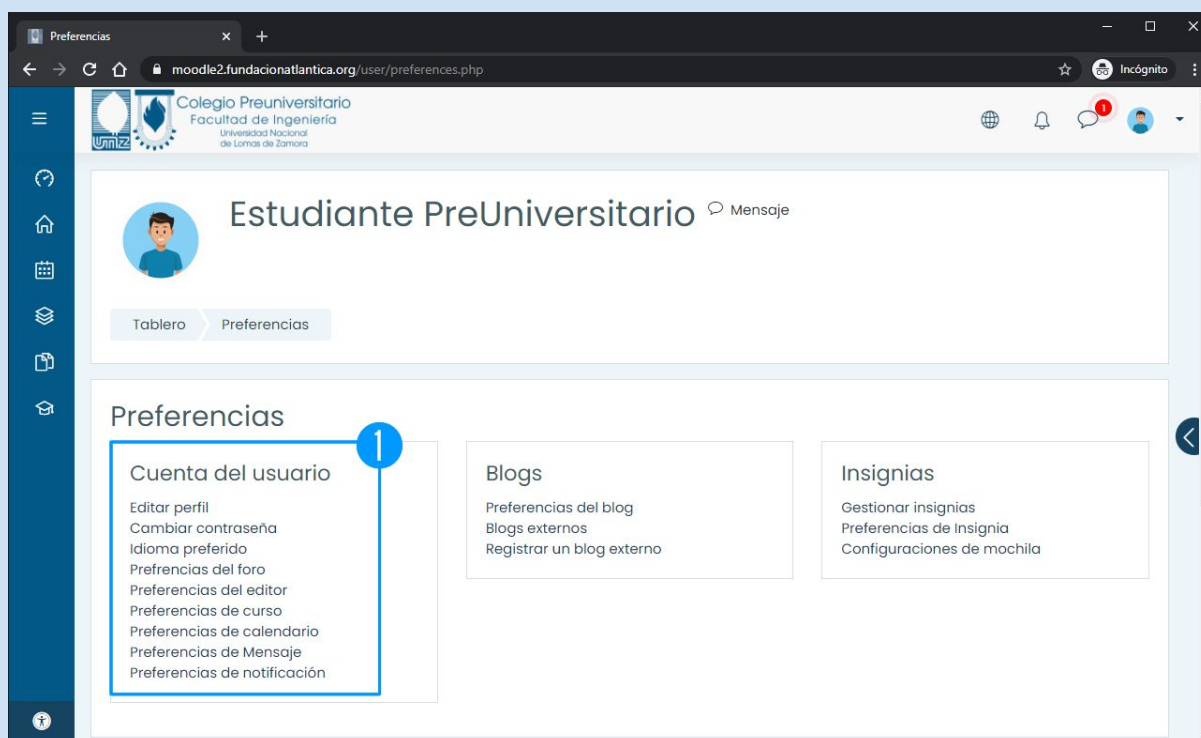 Preferencias
moodle2.fundacionatlantica.org/user/preferences.php
Incógnito
Unlz
Colegio Preuniversitario
Facultad de Ingeniería
Universidad Nacional
de Lomas de Zamora
1
Estudiante PreUniversitario
Mensaje
Tablero
Preferencias
Preferencias
1
Cuenta del usuario
Editar perfil
Cambiar contraseña
Idioma preferido
Prefrencias del foro
Preferencias del editor
Preferencias de curso
Preferencias de calendario
Preferencias de Mensaje
Preferencias de notificación
Blogs
Preferencias del blog
Blogs externos
Registrar un blog externo
Insignias
Gestionar insignias
Preferencias de Insignia
Configuraciones de mochila